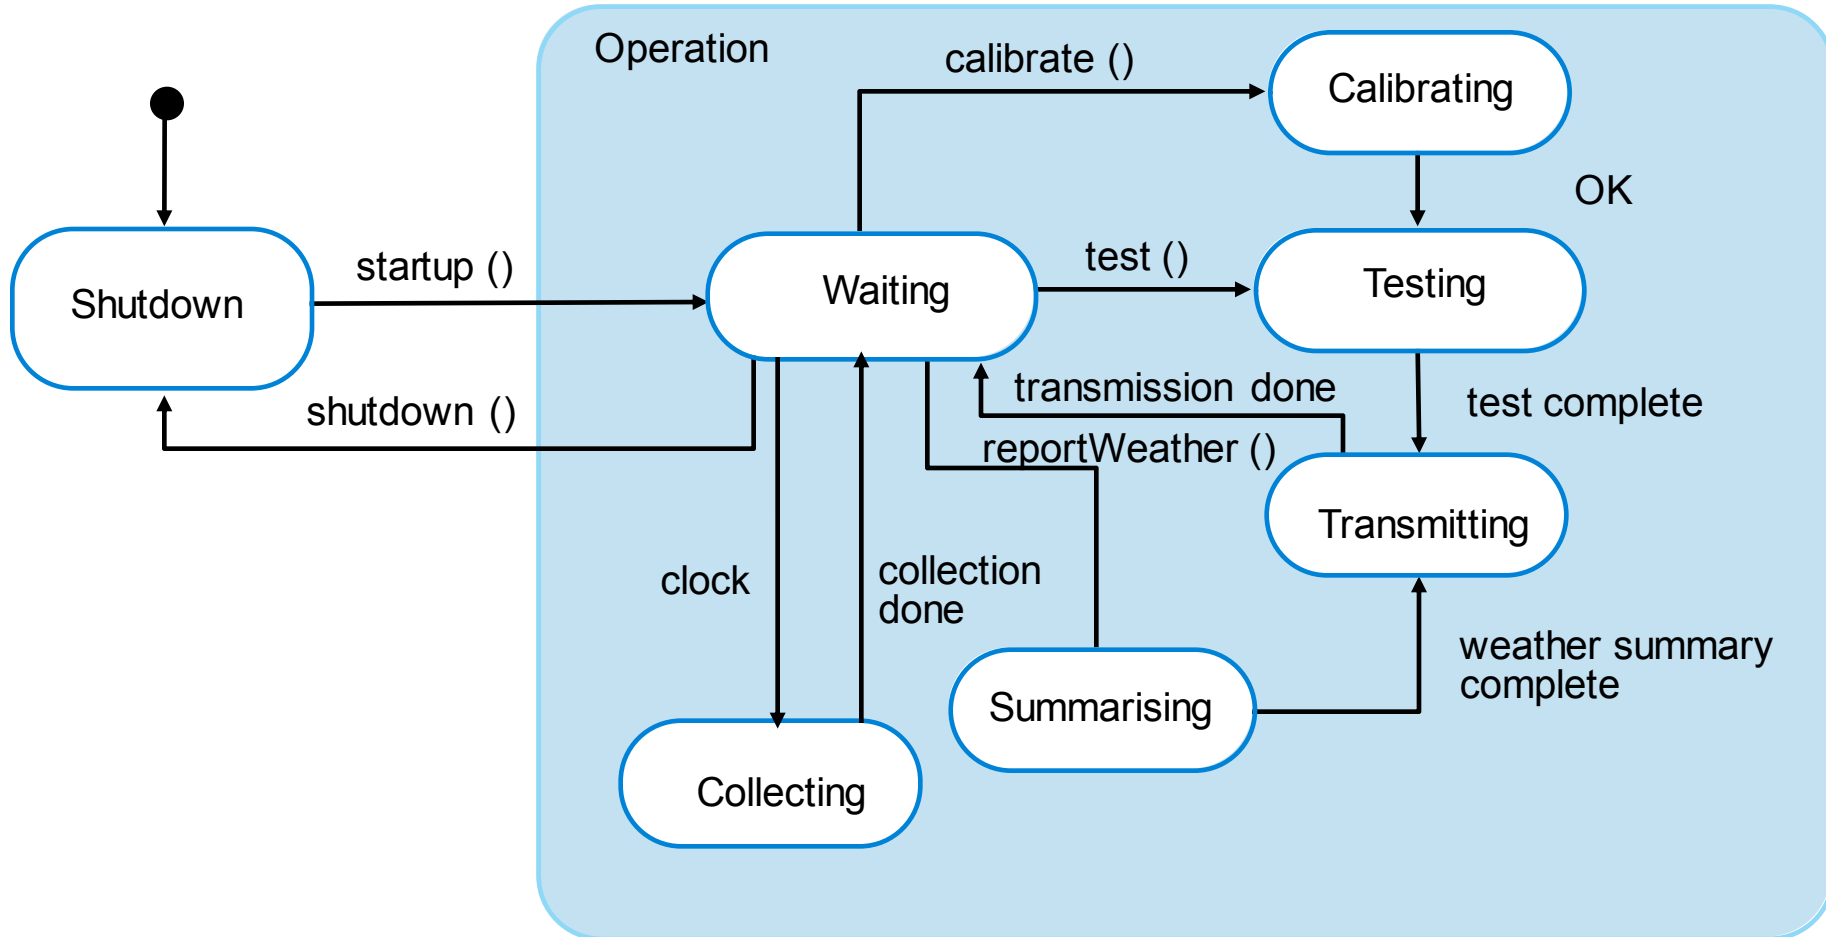 Operation
calibrate ()
Calibrating
OK
startup ()
test ()
Shutdown
Waiting
Testing
shutdown ()
transmission done
test complete
reportWeather ()
Transmitting
clock
collection
done
weather summary
complete
Summarising
Collecting